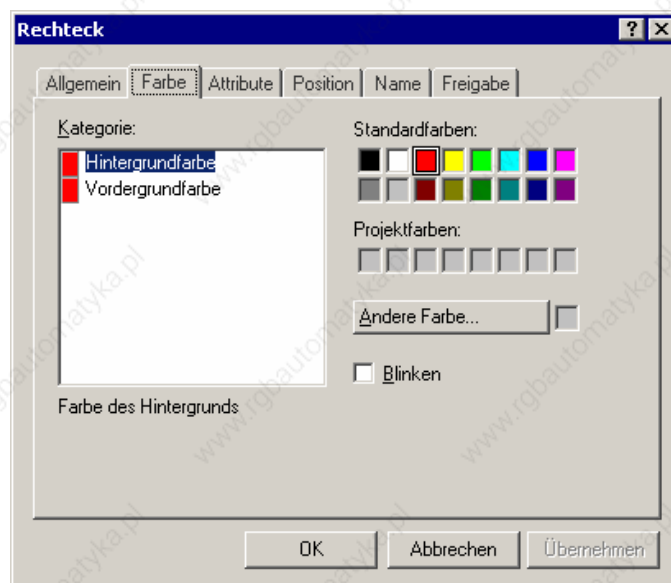 Rechteck
Allgemein Farbe Attribute Position Name Freigabe
Kategorie:
Hintergrundfarbe
Vordergrundfarbe
Farbe des Hintergrunds
Standardfarben:
Projektfarben:
Andere Farbe...
Blinken
OK Abbrechen Übernehmen
www.rgbautomatyka.pl